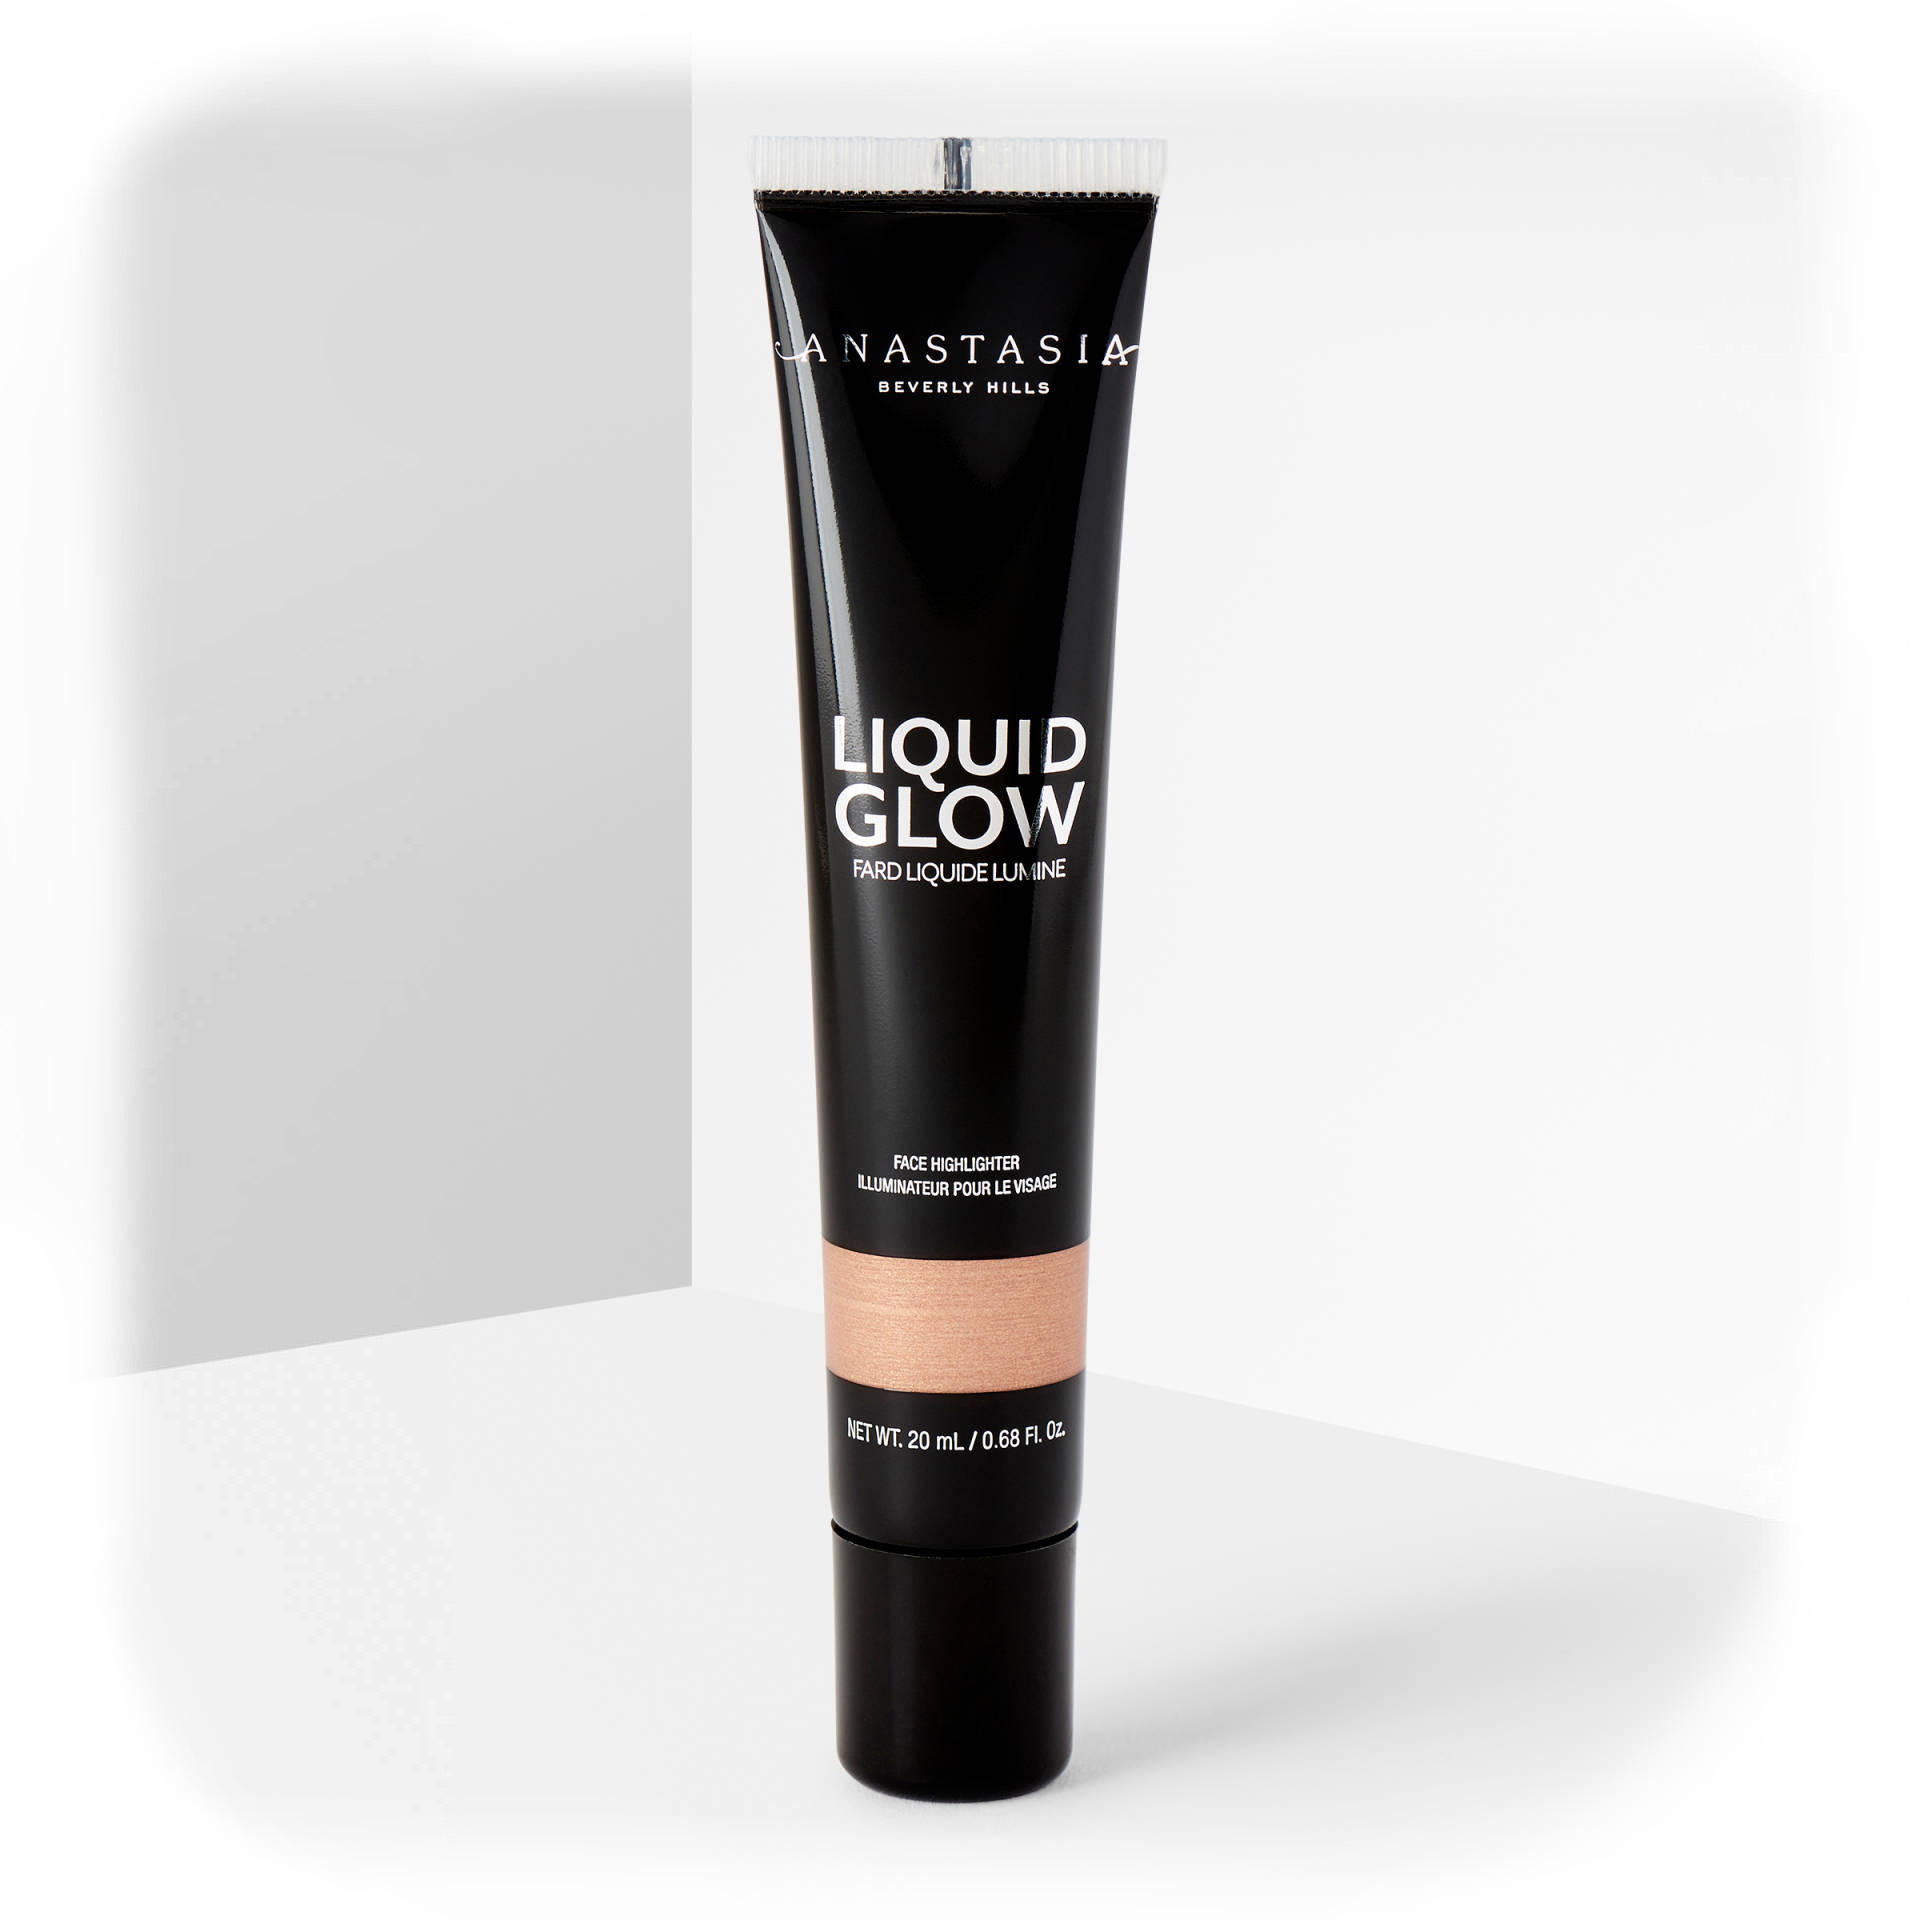 ANASTASIA
BEVERLY HILLS
LIQUID
GLOW
FARD LIQUIDE LUMINE
FACE HIGHLIGHTER
ILLUMINATEUR POUR LE VISAGE
NET WT. 20 mL / 0.68 Fl. Oz.